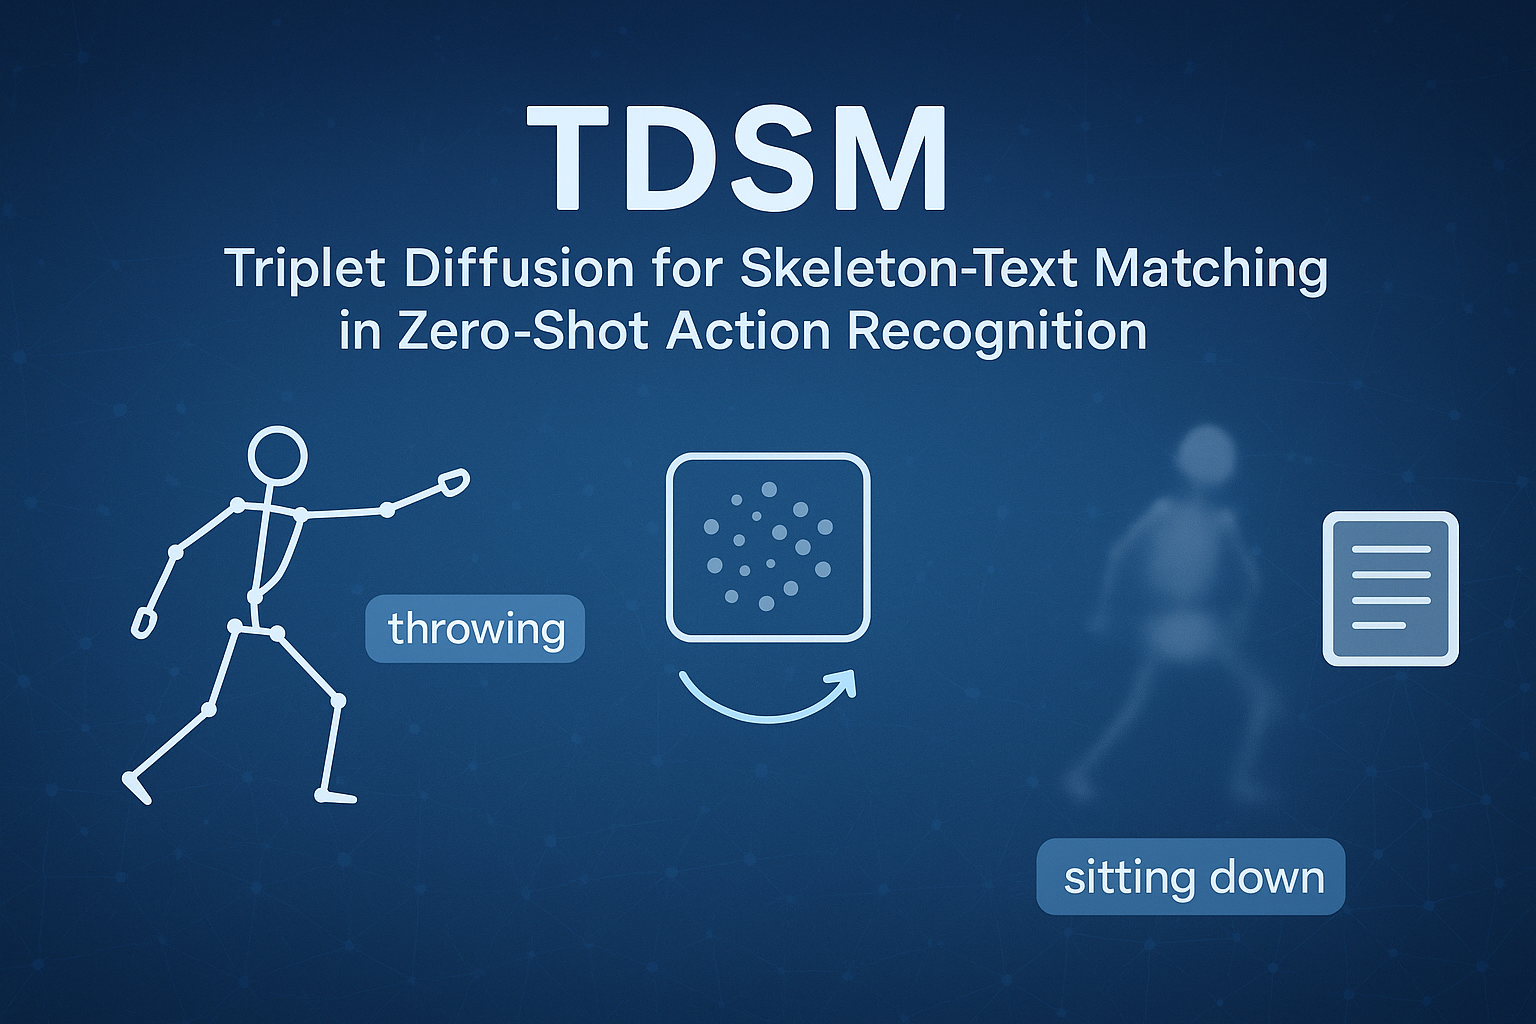 TDSM
Triplet Diffusion for Skeleton-Text Matching
in Zero-Shot Action Recognition
throwing
sitting down